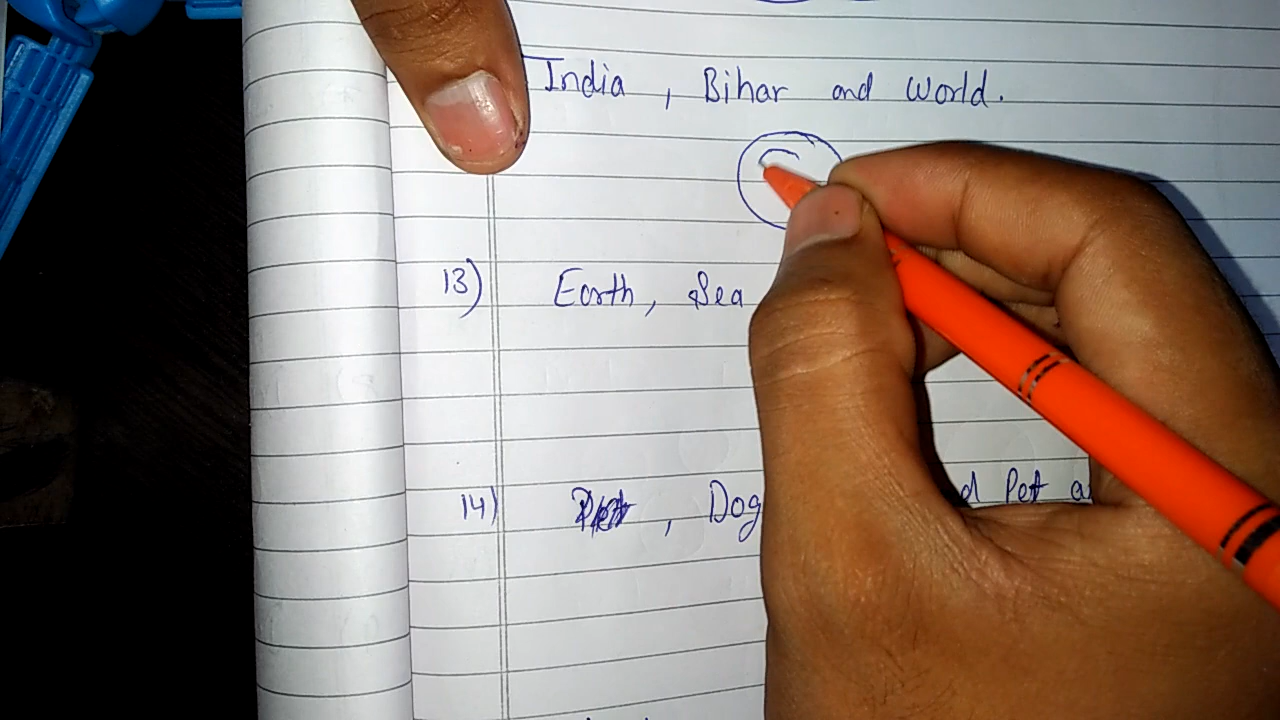 India , Bihar and World.
13) Earth, Sea
14) , Dog d Pet a